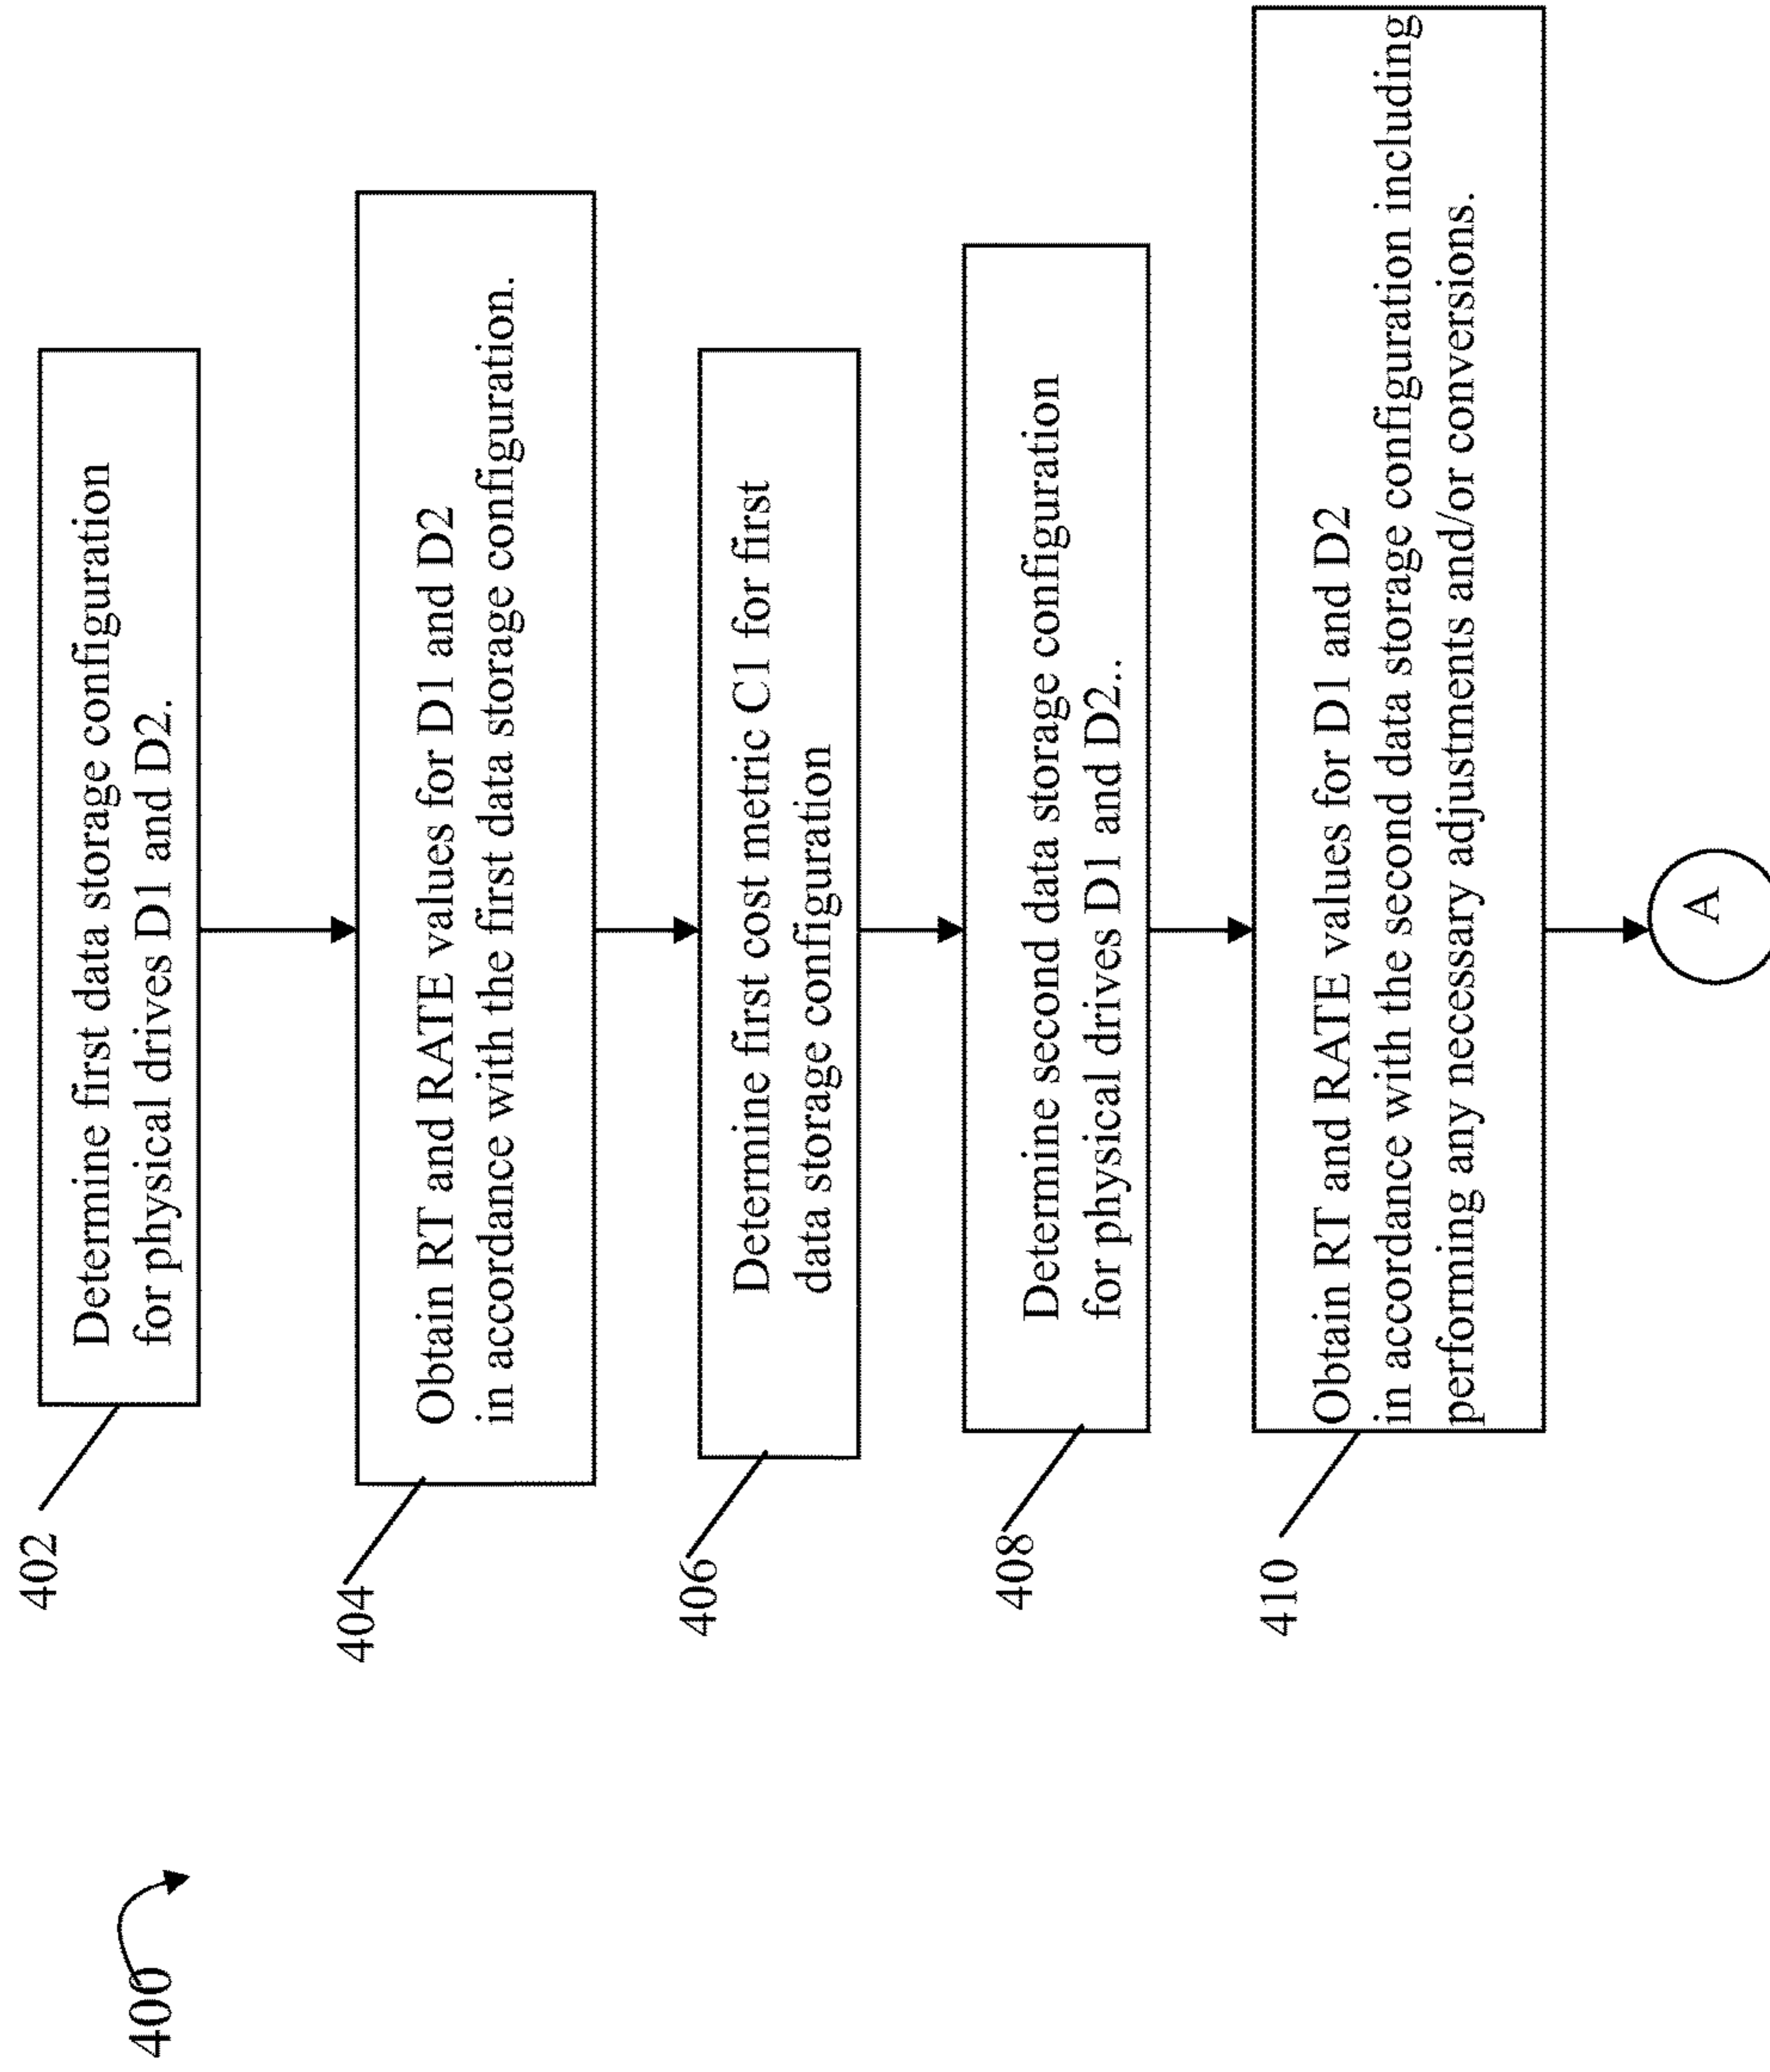 400
402
Determine first data storage configuration
for physical drives D1 and D2.
404
Obtain RT and RATE values for D1 and D2
in accordance with the first data storage configuration.
406
Determine first cost metric C1 for first
data storage configuration
408
Determine second data storage configuration
for physical drives D1 and D2..
410
Obtain RT and RATE values for D1 and D2
in accordance with the second data storage configuration including
performing any necessary adjustments and/or conversions.
A